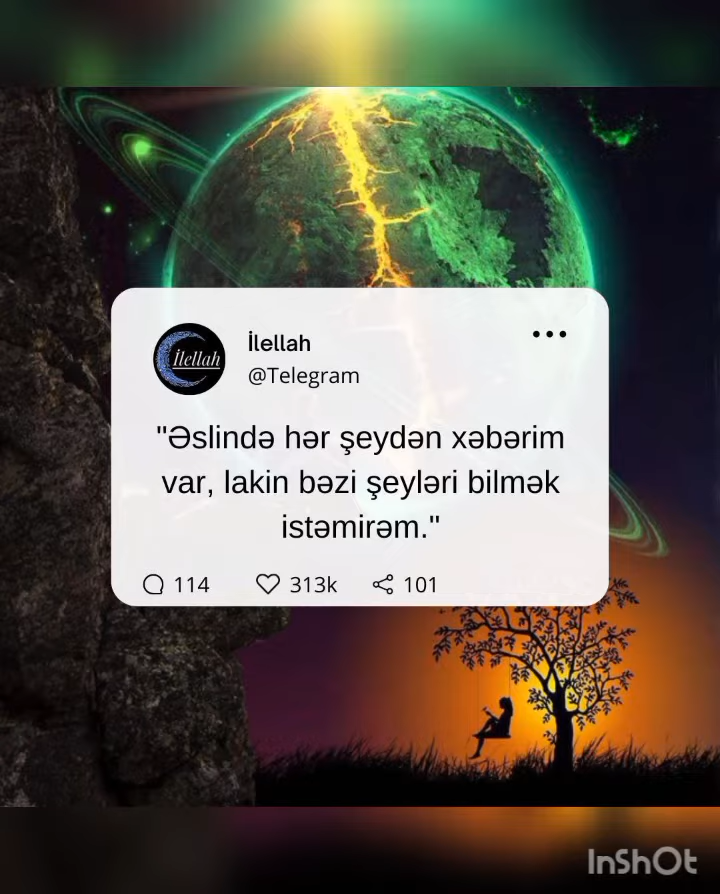 İlellah
İlellah
@Telegram
"Əslində hər şeydən xəbərim
var, lakin bəzi şeyləri bilmək
istəmirəm."
114 313k 101
InShOt